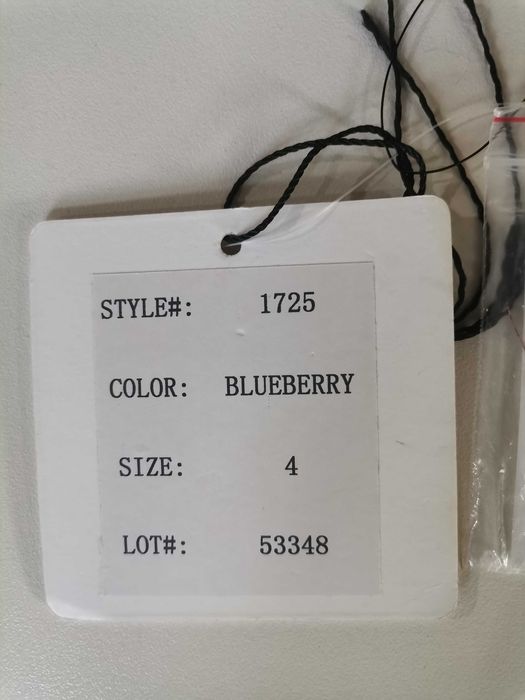 STYLE#: 1725
COLOR: BLUEBERRY
SIZE: 4
LOT#: 53348